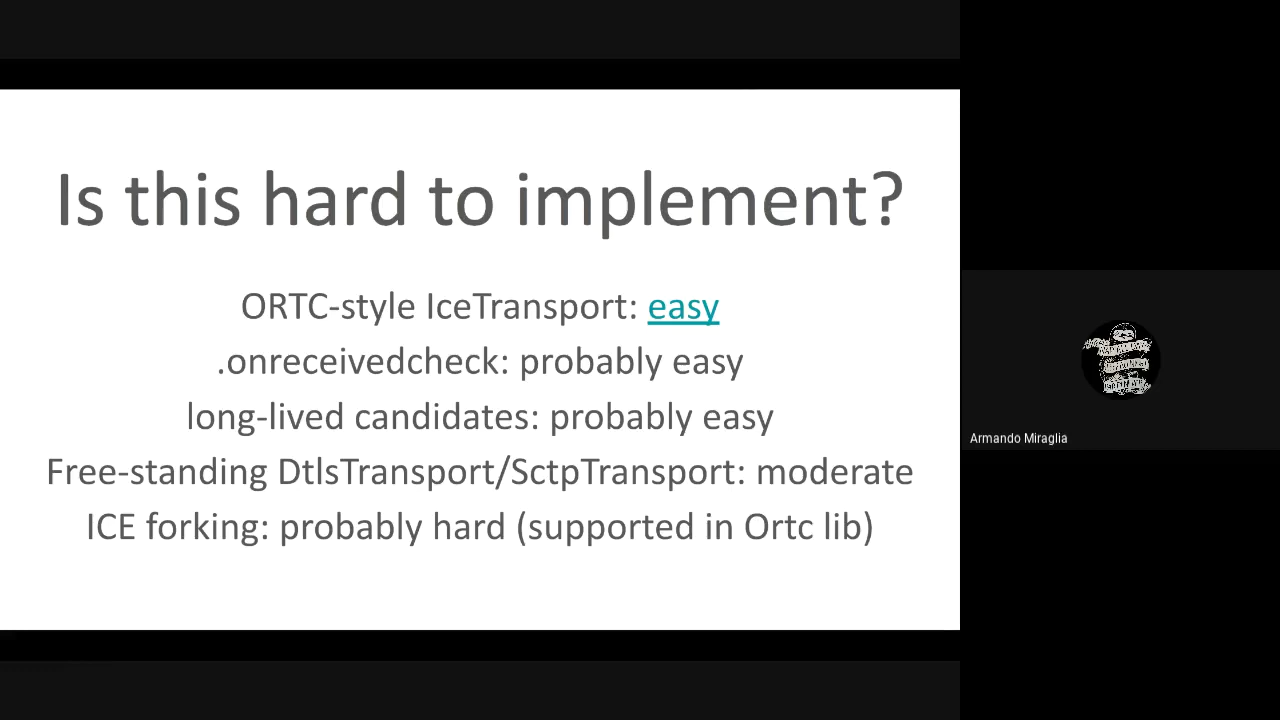 Is this hard to implement?
ORTC-style IceTransport: easy
.onreceivedcheck: probably easy
long-lived candidates: probably easy
Free-standing DtlsTransport/SctpTransport: moderate
ICE forking: probably hard (supported in Ortc lib)
Armando Miraglia